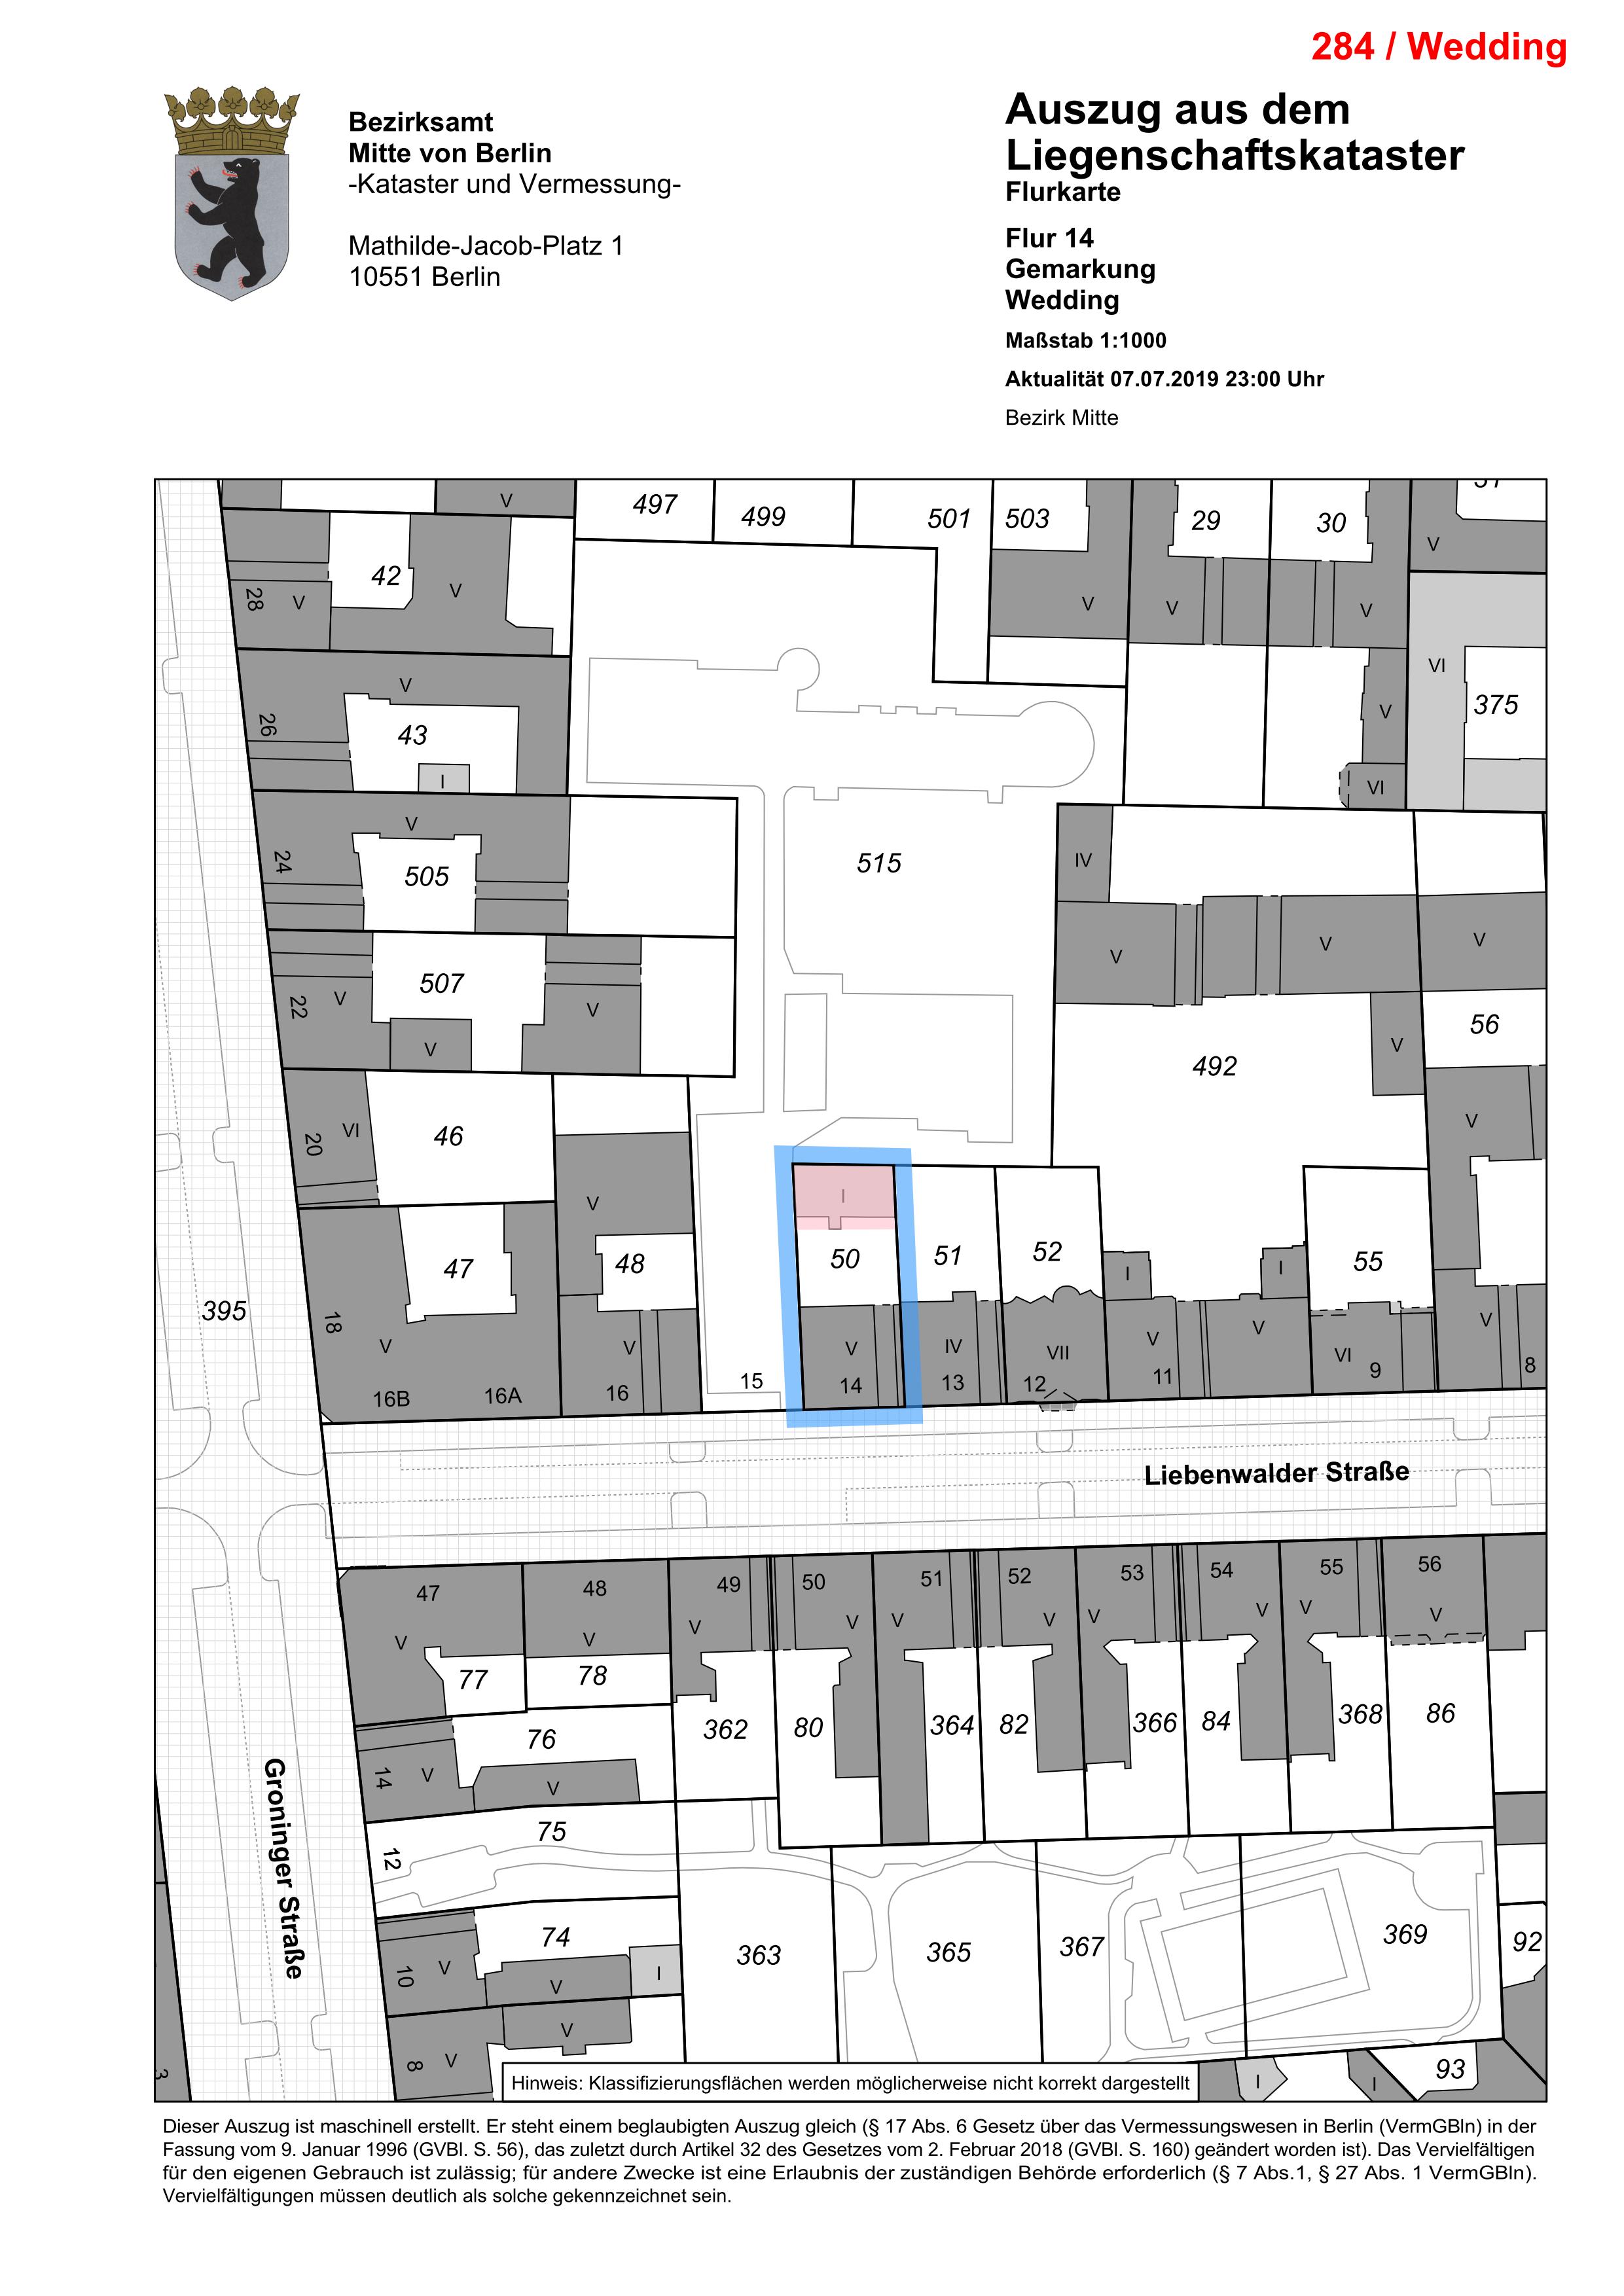 284 / Wedding
Bezirksamt
Mitte von Berlin
-Kataster und Vermessung-
Mathilde-Jacob-Platz 1
10551 Berlin
Auszug aus dem
Liegenschaftskataster
Flurkarte
Flur 14
Gemarkung
Wedding
Maßstab 1:1000
Aktualität 07.07.2019 23:00 Uhr
Bezirk Mitte
V
497
499
501
503
29
30
V
42
28
V
V
V
V
V
26
V
43
I
VI
375
V
VI
24
V
505
515
IV
22
V
507
V
V
V
V
V
56
492
V
20
VI
46
V
V
I
47
48
50
51
52
I
I
55
395
18
V
V
V
IV
VII
V
V
VI
V
16B
16A
16
15
14
13
12
11
9
8
Liebenwalder Straße
47
48
49
50
51
52
53
54
55
56
V
V
V
V
V
V
V
V
V
V
77
78
362
80
364
82
366
84
368
86
76
14
V
V
75
12
Groninger Straße
74
10
V
V
I
363
365
367
369
92
V
8
V
3
I
I
93
Hinweis: Klassifizierungsflächen werden möglicherweise nicht korrekt dargestellt
Dieser Auszug ist maschinell erstellt. Er steht einem beglaubigten Auszug gleich (§ 17 Abs. 6 Gesetz über das Vermessungswesen in Berlin (VermGBln) in der
Fassung vom 9. Januar 1996 (GVBl. S. 56), das zuletzt durch Artikel 32 des Gesetzes vom 2. Februar 2018 (GVBl. S. 160) geändert worden ist). Das Vervielfältigen
für den eigenen Gebrauch ist zulässig; für andere Zwecke ist eine Erlaubnis der zuständigen Behörde erforderlich (§ 7 Abs.1, § 27 Abs. 1 VermGBln).
Vervielfältigungen müssen deutlich als solche gekennzeichnet sein.